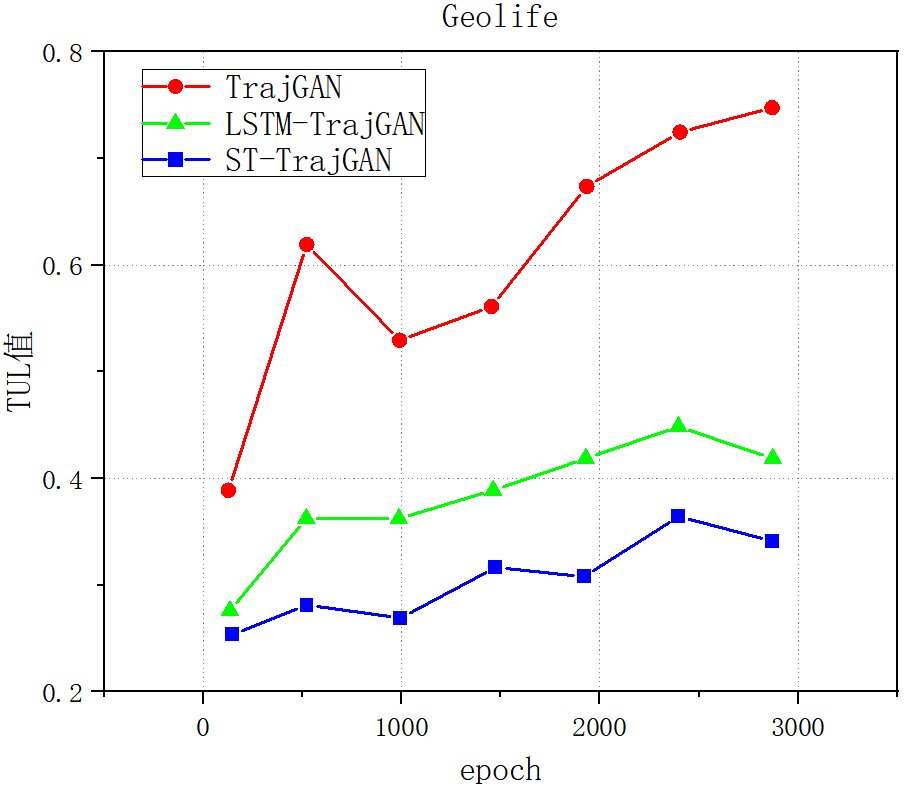 Geolife
0.8
TrajGAN
LSTM-TrajGAN
ST-TrajGAN
0.6
TUL值
0.4
0.2
0 1000 2000 3000
epoch